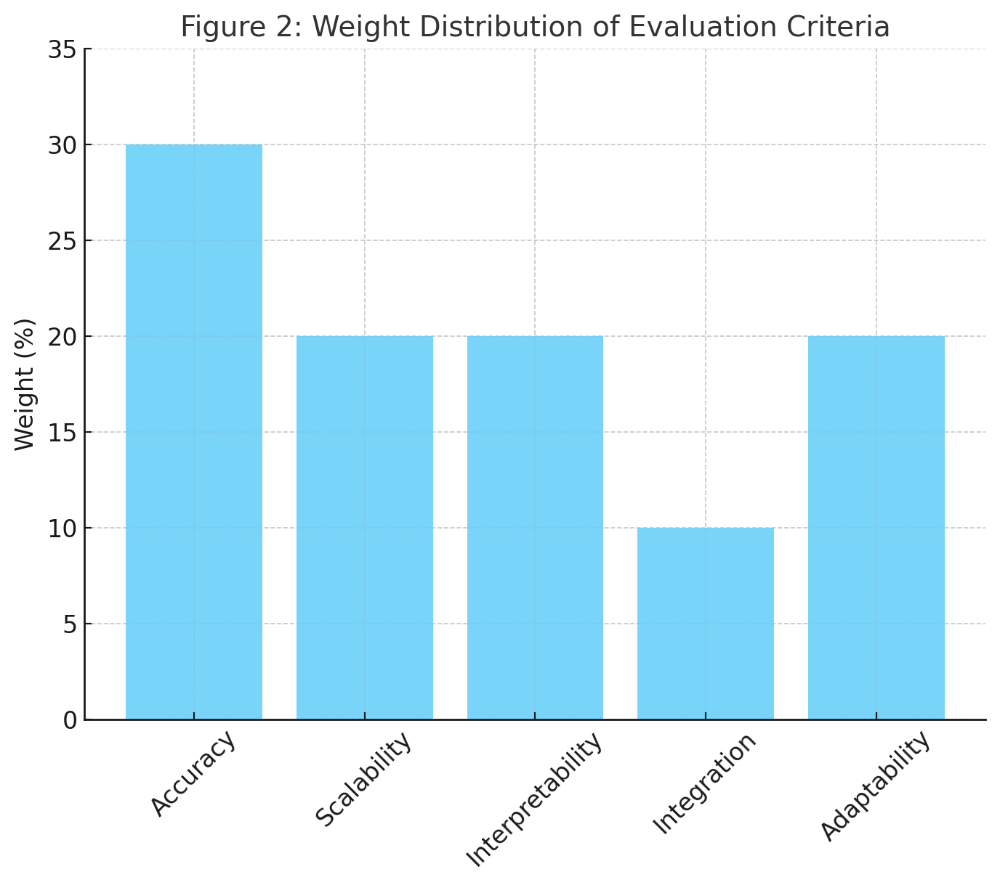 Figure 2: Weight Distribution of Evaluation Criteria
35
30
25
20
15
10
5
0
Weight (%)
Accuracy
Scalability
Interpretability
Integration
Adaptability